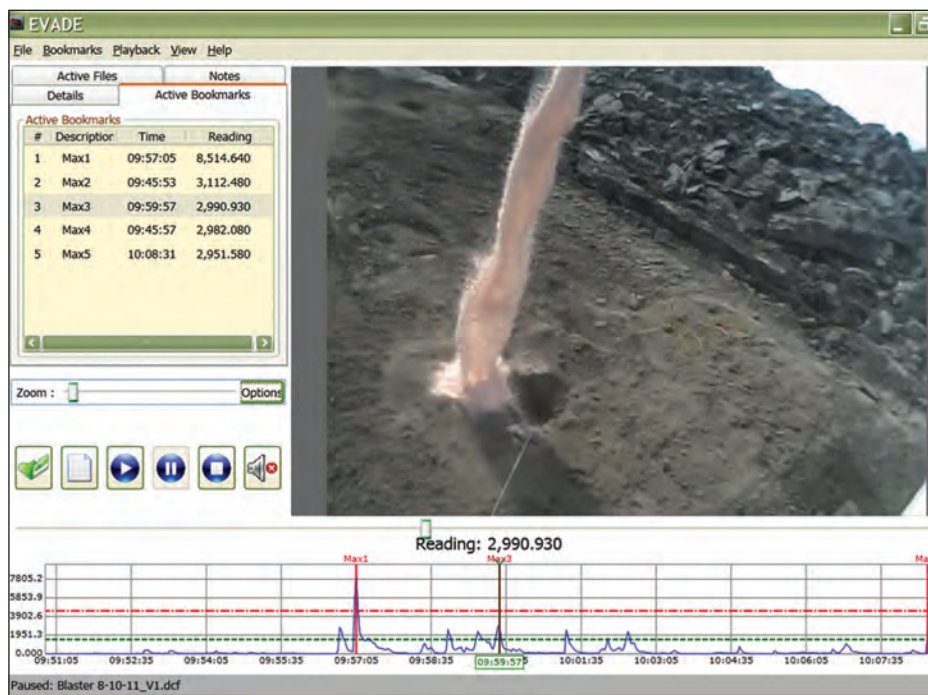 EVADE
File Bookmarks Playback View Help
Active Files Notes
Details Active Bookmarks
Active Bookmarks
# Descriptior Time Reading
1 Max1 09:57:05 8,514.640
2 Max2 09:45:53 3,112.480
3 Max3 09:59:57 2,990.930
4 Max4 09:45:57 2,982.080
5 Max5 10:08:31 2,951.580
Zoom : Options
Reading: 2,990.930
Max1 Max3 Ma
7805.2
5853.9
3902.6
1951.3
0.000
09:51:05 09:52:35 09:54:05 09:55:35 09:57:05 09:58:35 09:59:57 10:01:35 10:03:05 10:04:35 10:06:05 10:07:35
Paused: Blaster 8-10-11_V1.dcf